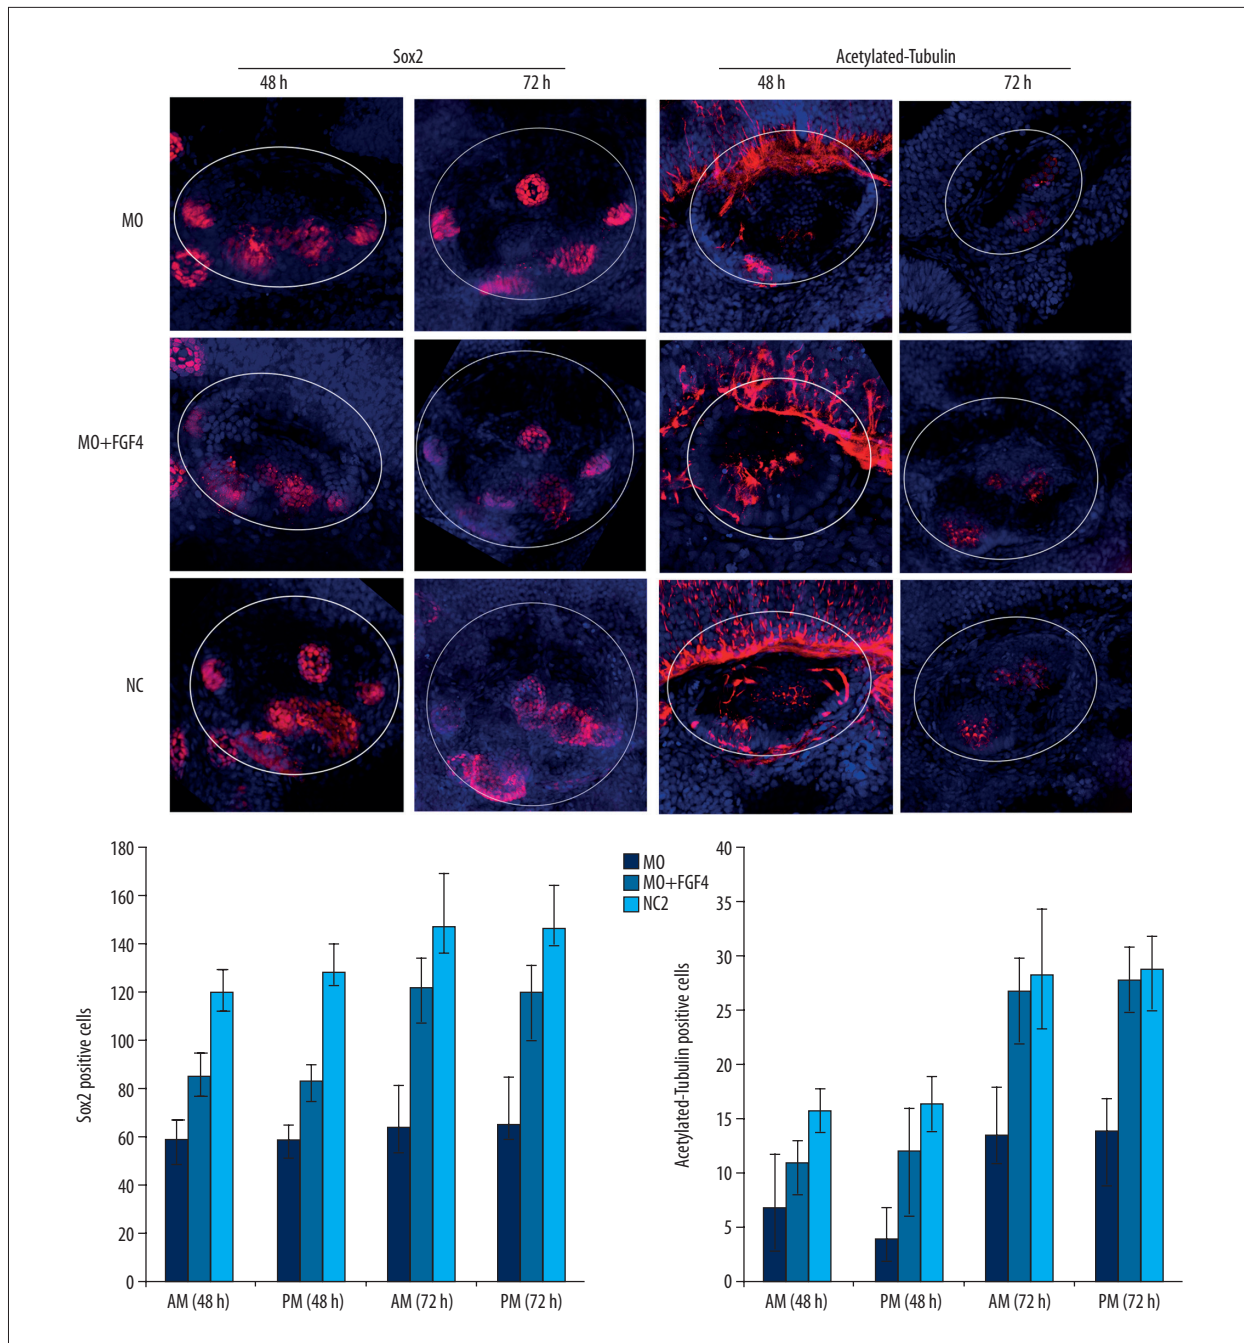 Sox2
Acetylated-Tubulin
48 h
72 h
48 h
72 h
MO
MO+FGF4
NC
180
160
140
120
100
80
60
40
20
0
Sox2 positive cells
AM (48 h)
PM (48 h)
AM (72 h)
PM (72 h)
MO
MO+FGF4
NC2
40
35
30
25
20
15
10
5
0
Acetylated-Tubulin positive cells
AM (48 h)
PM (48 h)
AM (72 h)
PM (72 h)